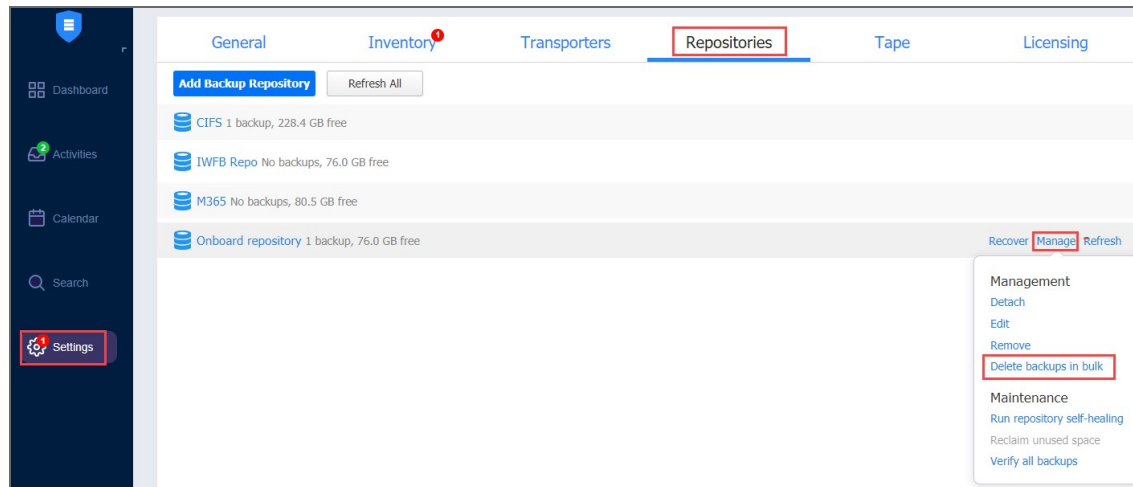 General
Inventory
1
Transporters
Repositories
Tape
Licensing
Dashboard
2
Activities
Calendar
Search
1
Settings
Add Backup Repository
Refresh All
CIFS 1 backup, 228.4 GB free
IWFB Repo No backups, 76.0 GB free
M365 No backups, 80.5 GB free
Onboard repository 1 backup, 76.0 GB free
Recover Manage Refresh
Management
Detach
Edit
Remove
Delete backups in bulk
Maintenance
Run repository self-healing
Reclaim unused space
Verify all backups